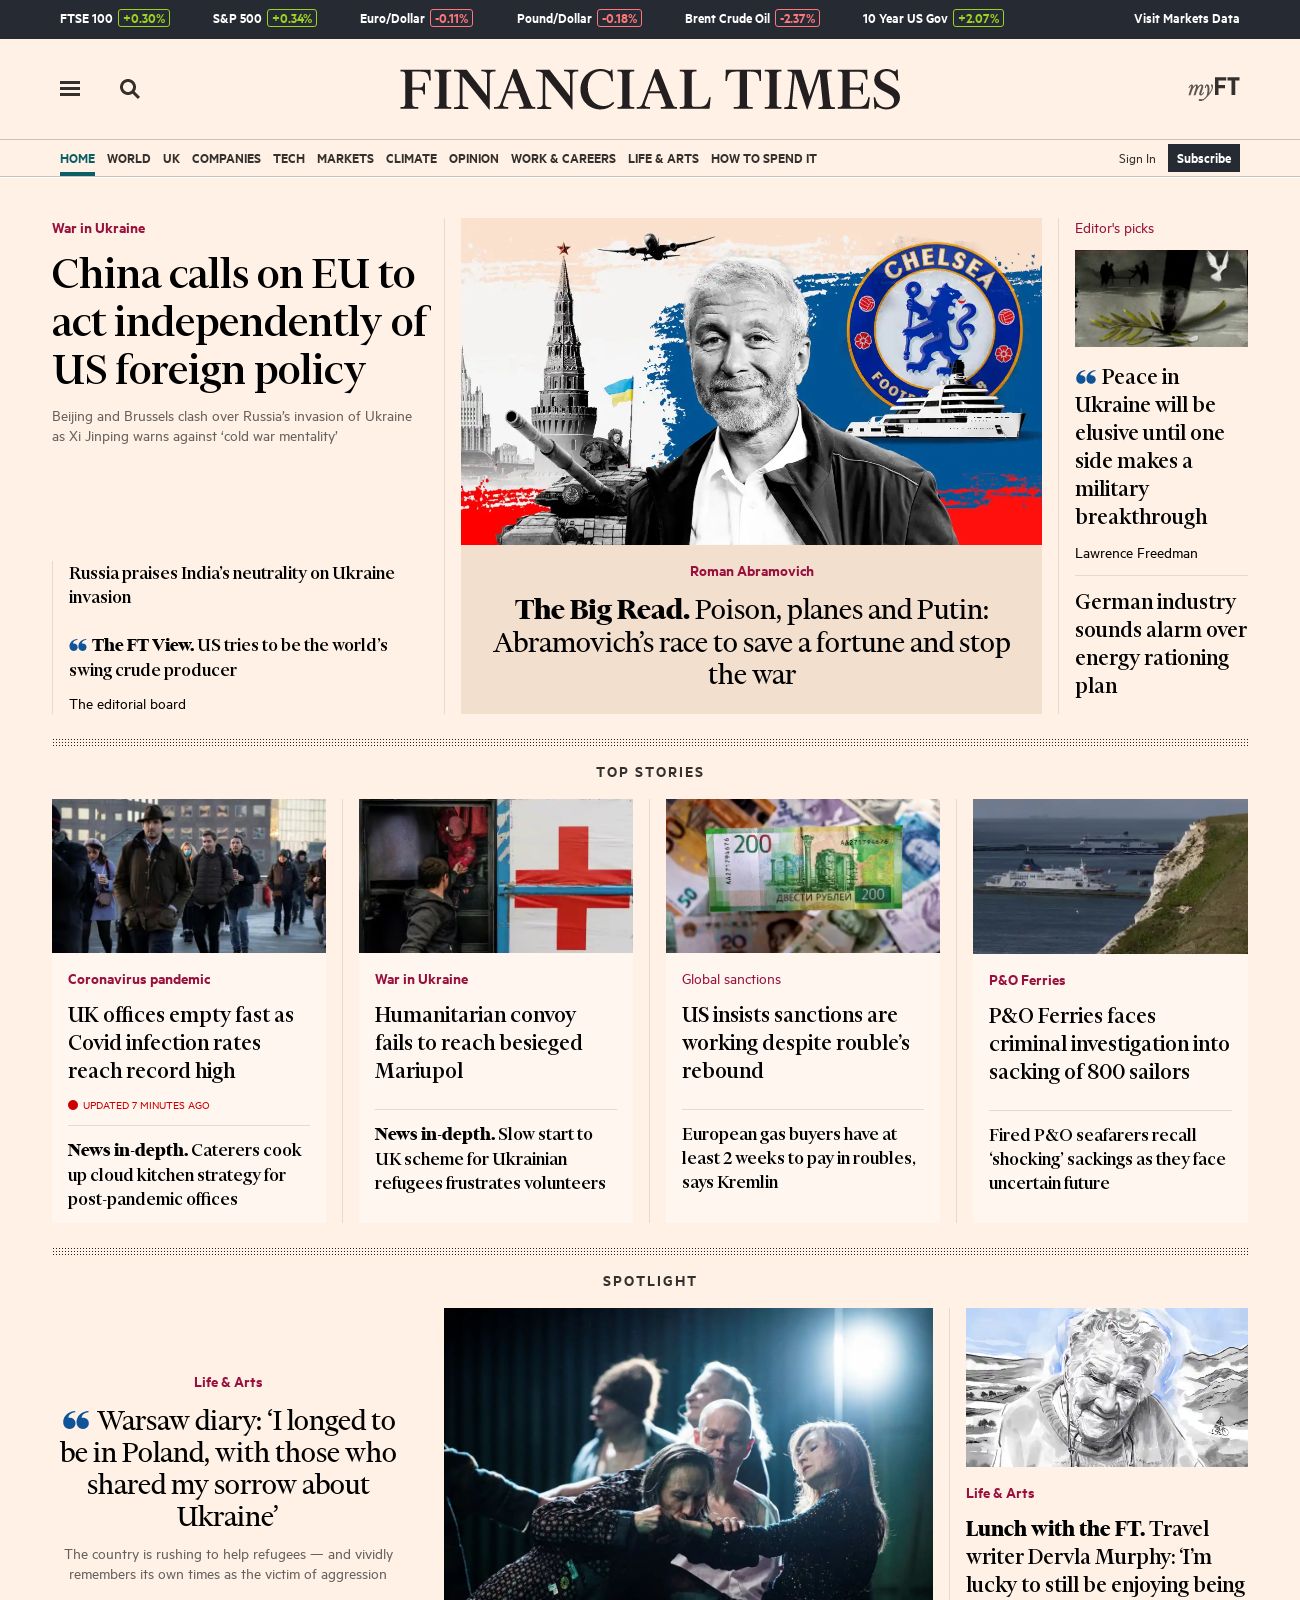 FTSE 100 +0.30% S&P 500 +0.34% Euro/Dollar -0.11% Pound/Dollar -0.18% Brent Crude Oil -2.37% 10 Year US Gov +2.07% Visit Markets Data
FINANCIAL TIMES
myFT
HOME WORLD UK COMPANIES TECH MARKETS CLIMATE OPINION WORK & CAREERS LIFE & ARTS HOW TO SPEND IT Sign In Subscribe
War in Ukraine
China calls on EU to
act independently of
US foreign policy
Beijing and Brussels clash over Russia’s invasion of Ukraine
as Xi Jinping warns against ‘cold war mentality’
Russia praises India’s neutrality on Ukraine
invasion
“ The FT View. US tries to be the world’s
swing crude producer
The editorial board
CHELSEA
FOOT
Roman Abramovich
The Big Read. Poison, planes and Putin:
Abramovich’s race to save a fortune and stop
the war
Editor's picks
“ Peace in
Ukraine will be
elusive until one
side makes a
military
breakthrough
Lawrence Freedman
German industry
sounds alarm over
energy rationing
plan
TOP STORIES
Coronavirus pandemic
UK offices empty fast as
Covid infection rates
reach record high
UPDATED 7 MINUTES AGO
News in-depth. Caterers cook
up cloud kitchen strategy for
post-pandemic offices
War in Ukraine
Humanitarian convoy
fails to reach besieged
Mariupol
News in-depth. Slow start to
UK scheme for Ukrainian
refugees frustrates volunteers
200
AA271794676
50
ДВЕСТИ РУБЛЕЙ 200
20
Global sanctions
US insists sanctions are
working despite rouble’s
rebound
European gas buyers have at
least 2 weeks to pay in roubles,
says Kremlin
P&O
P&O Ferries
P&O Ferries faces
criminal investigation into
sacking of 800 sailors
Fired P&O seafarers recall
‘shocking’ sackings as they face
uncertain future
SPOTLIGHT
Life & Arts
“ Warsaw diary: ‘I longed to
be in Poland, with those who
shared my sorrow about
Ukraine’
The country is rushing to help refugees — and vividly
remembers its own times as the victim of aggression
Life & Arts
Lunch with the FT. Travel
writer Dervla Murphy: ‘I’m
lucky to still be enjoying being